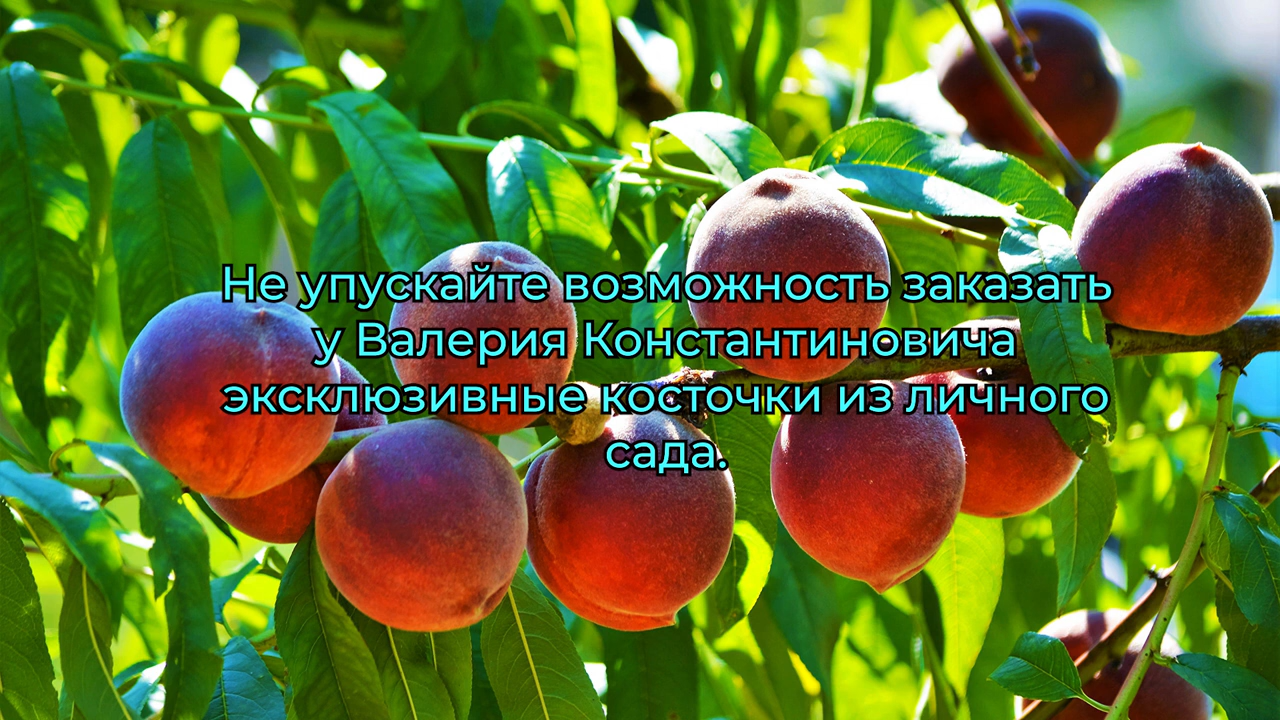 Не упускайте возможность заказать
у Валерия Константиновича
эксклюзивные косточки из личного
сада.